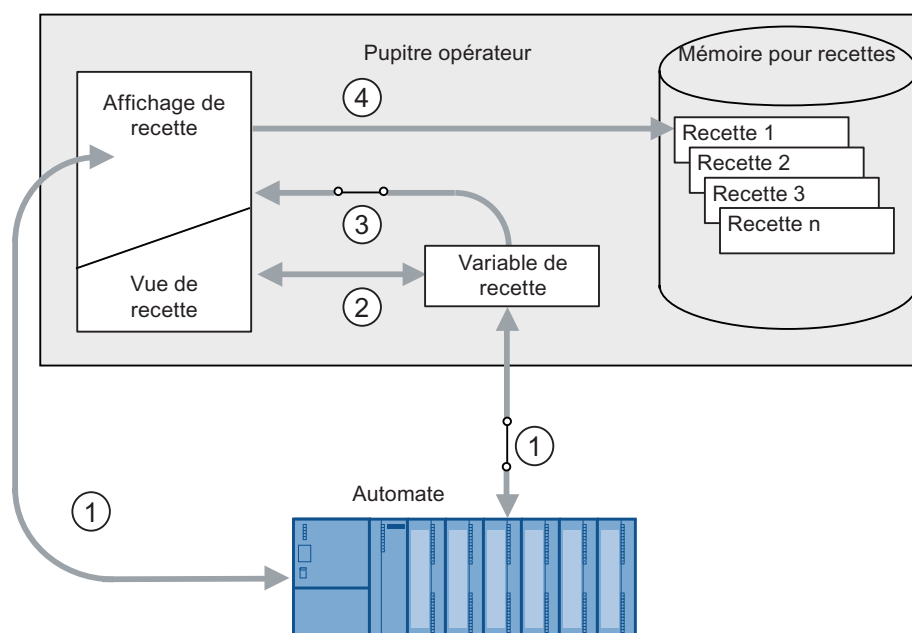 Pupitre opérateur
Mémoire pour recettes
Affichage de
recette
4
Recette 1
Recette 2
Recette 3
Recette n
3
Vue de
recette
2
Variable de
recette
1
Automate
1